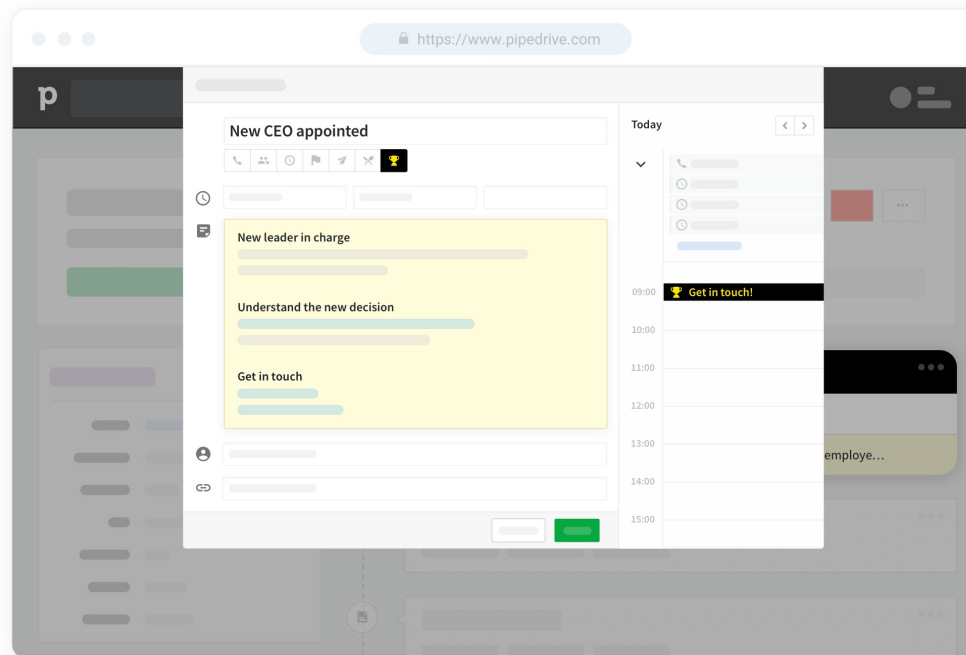 https://www.pipedrive.com
p
New CEO appointed
Today
New leader in charge
Understand the new decision
Get in touch
09:00 Get in touch!
10:00
11:00
12:00
13:00
14:00
15:00
employe...